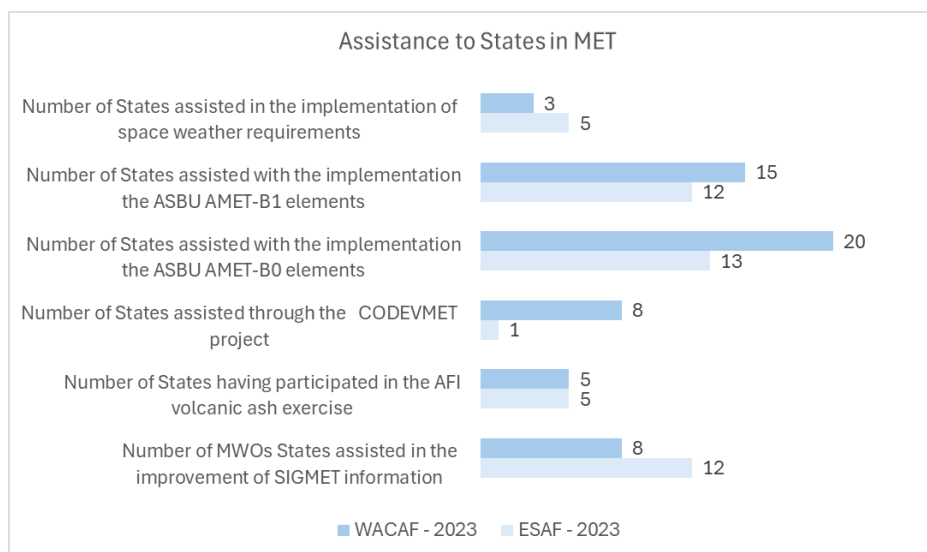 Assistance to States in MET
Number of States assisted in the implementation of
space weather requirements
3
5
Number of States assisted with the implementation
the ASBU AMET-B1 elements
15
12
Number of States assisted with the implementation
the ASBU AMET-B0 elements
20
13
Number of States assisted through the CODEVMET
project
8
1
Number of States having participated in the AFI
volcanic ash exercise
5
5
Number of MWOs States assisted in the
improvement of SIGMET information
8
12
WACAF - 2023 ESAF - 2023